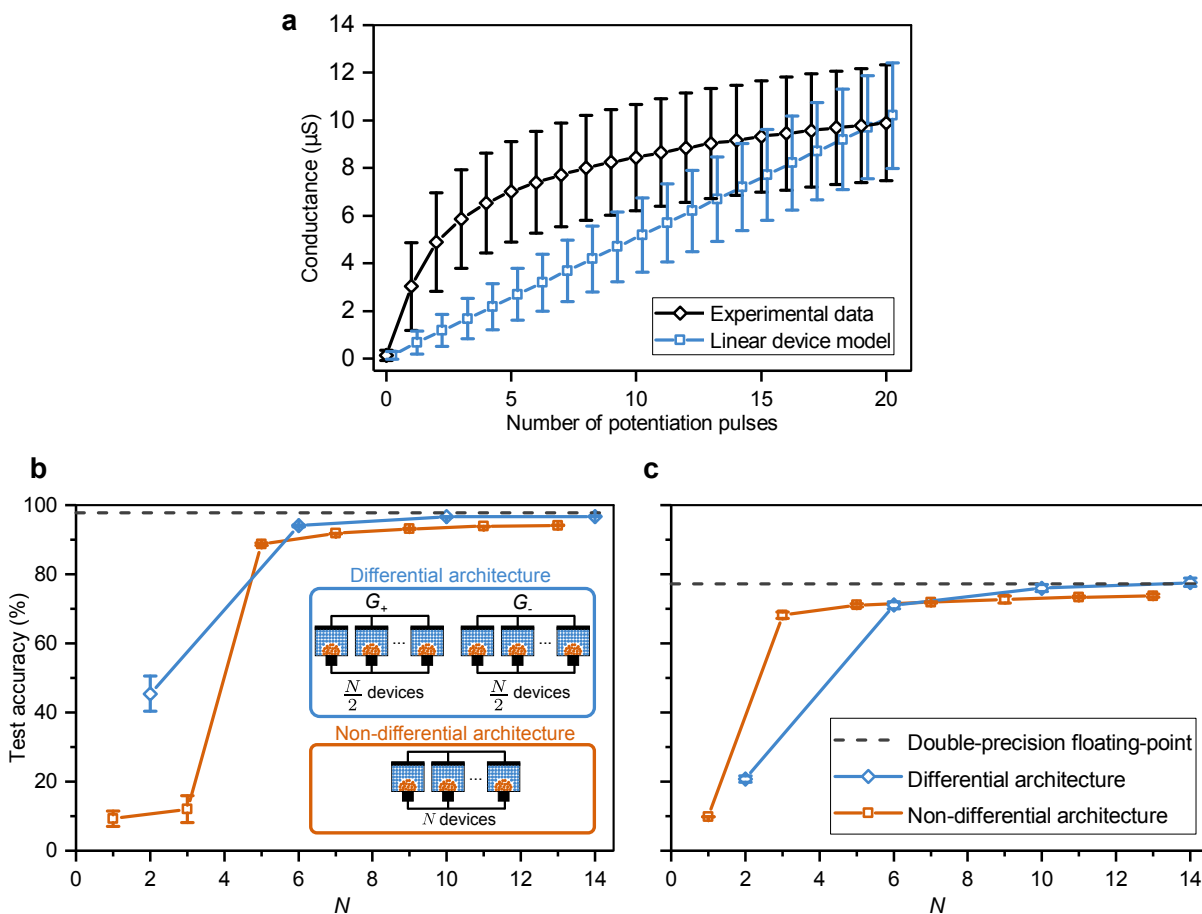 a
14
12
10
8
6
4
2
0
Conductance (µS)
Experimental data
Linear device model
0 5 10 15 20
Number of potentiation pulses
b
100
80
60
40
20
0
Test accuracy (%)
Differential architecture
G+ G-
... ...
N/2 devices N/2 devices
Non-differential architecture
...
N devices
0 2 4 6 8 10 12 14
N
c
Double-precision floating-point
Differential architecture
Non-differential architecture
0 2 4 6 8 10 12 14
N